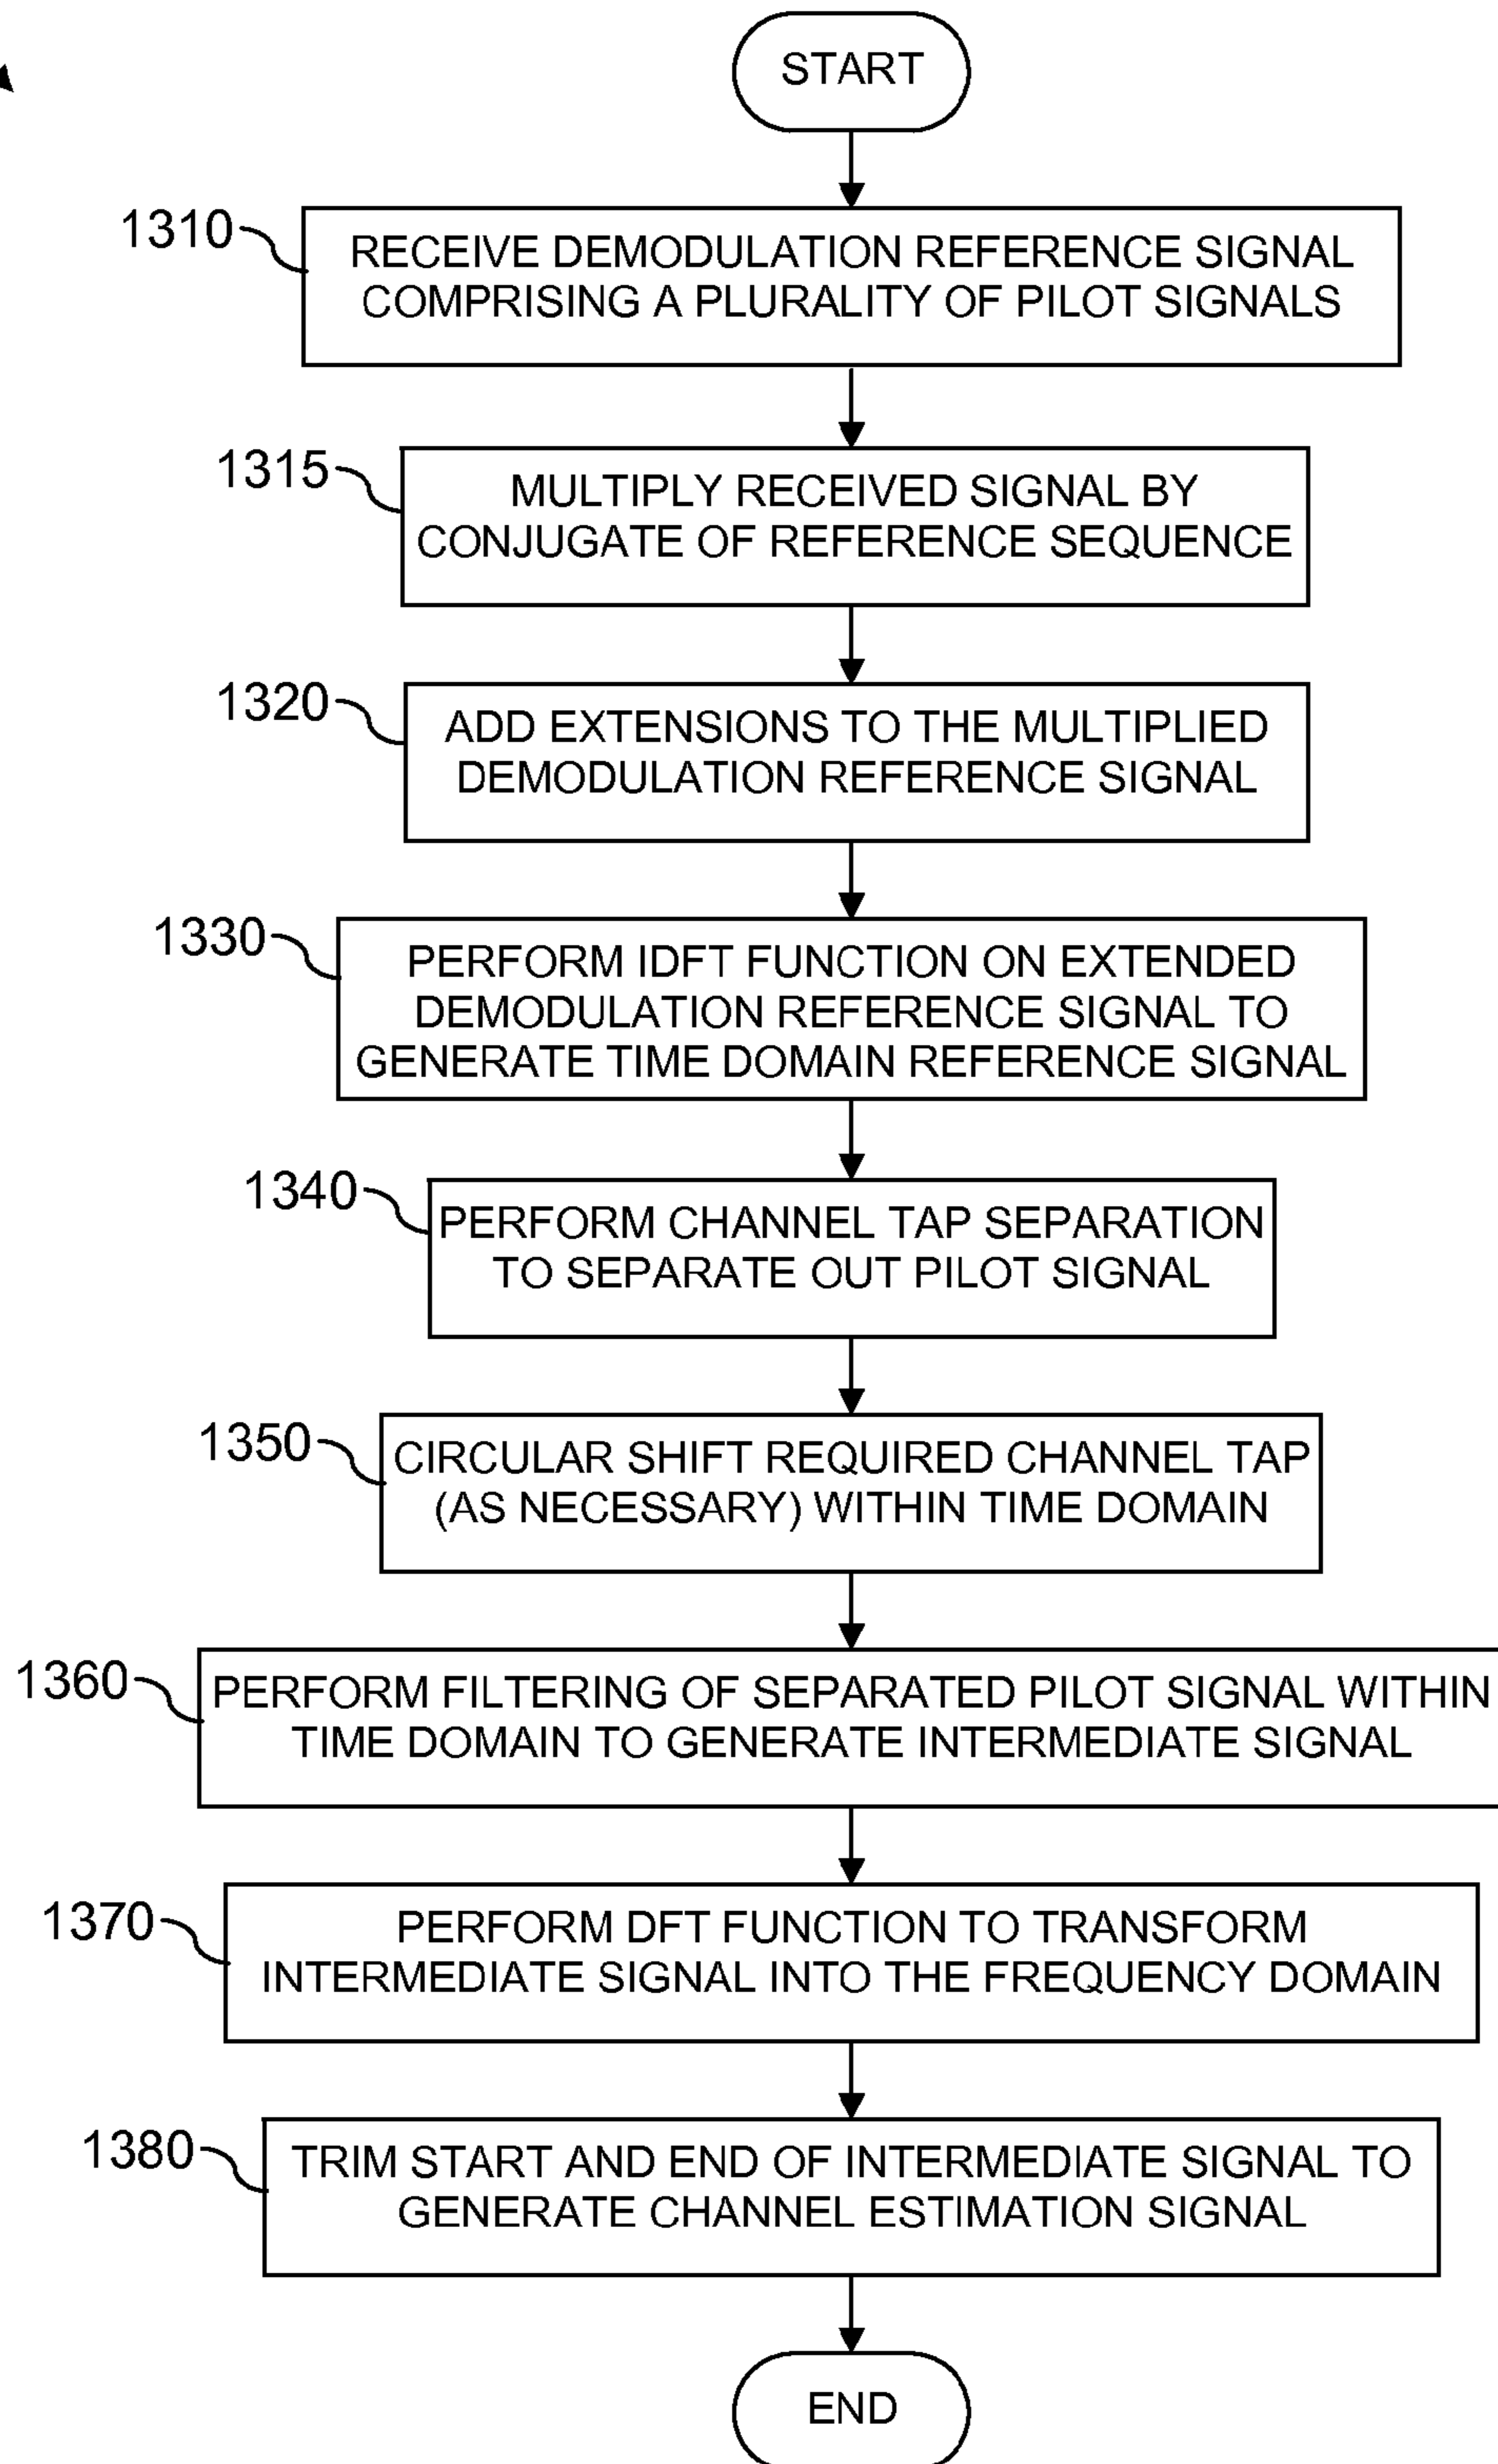 START
1310
RECEIVE DEMODULATION REFERENCE SIGNAL
COMPRISING A PLURALITY OF PILOT SIGNALS
1315
MULTIPLY RECEIVED SIGNAL BY
CONJUGATE OF REFERENCE SEQUENCE
1320
ADD EXTENSIONS TO THE MULTIPLIED
DEMODULATION REFERENCE SIGNAL
1330
PERFORM IDFT FUNCTION ON EXTENDED
DEMODULATION REFERENCE SIGNAL TO
GENERATE TIME DOMAIN REFERENCE SIGNAL
1340
PERFORM CHANNEL TAP SEPARATION
TO SEPARATE OUT PILOT SIGNAL
1350
CIRCULAR SHIFT REQUIRED CHANNEL TAP
(AS NECESSARY) WITHIN TIME DOMAIN
1360
PERFORM FILTERING OF SEPARATED PILOT SIGNAL WITHIN
TIME DOMAIN TO GENERATE INTERMEDIATE SIGNAL
1370
PERFORM DFT FUNCTION TO TRANSFORM
INTERMEDIATE SIGNAL INTO THE FREQUENCY DOMAIN
1380
TRIM START AND END OF INTERMEDIATE SIGNAL TO
GENERATE CHANNEL ESTIMATION SIGNAL
END